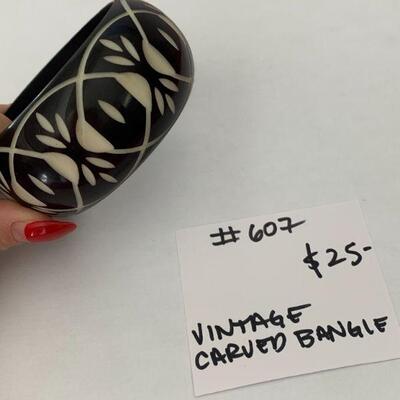 # 607
$25-
VINTAGE
CARVED BANGLE